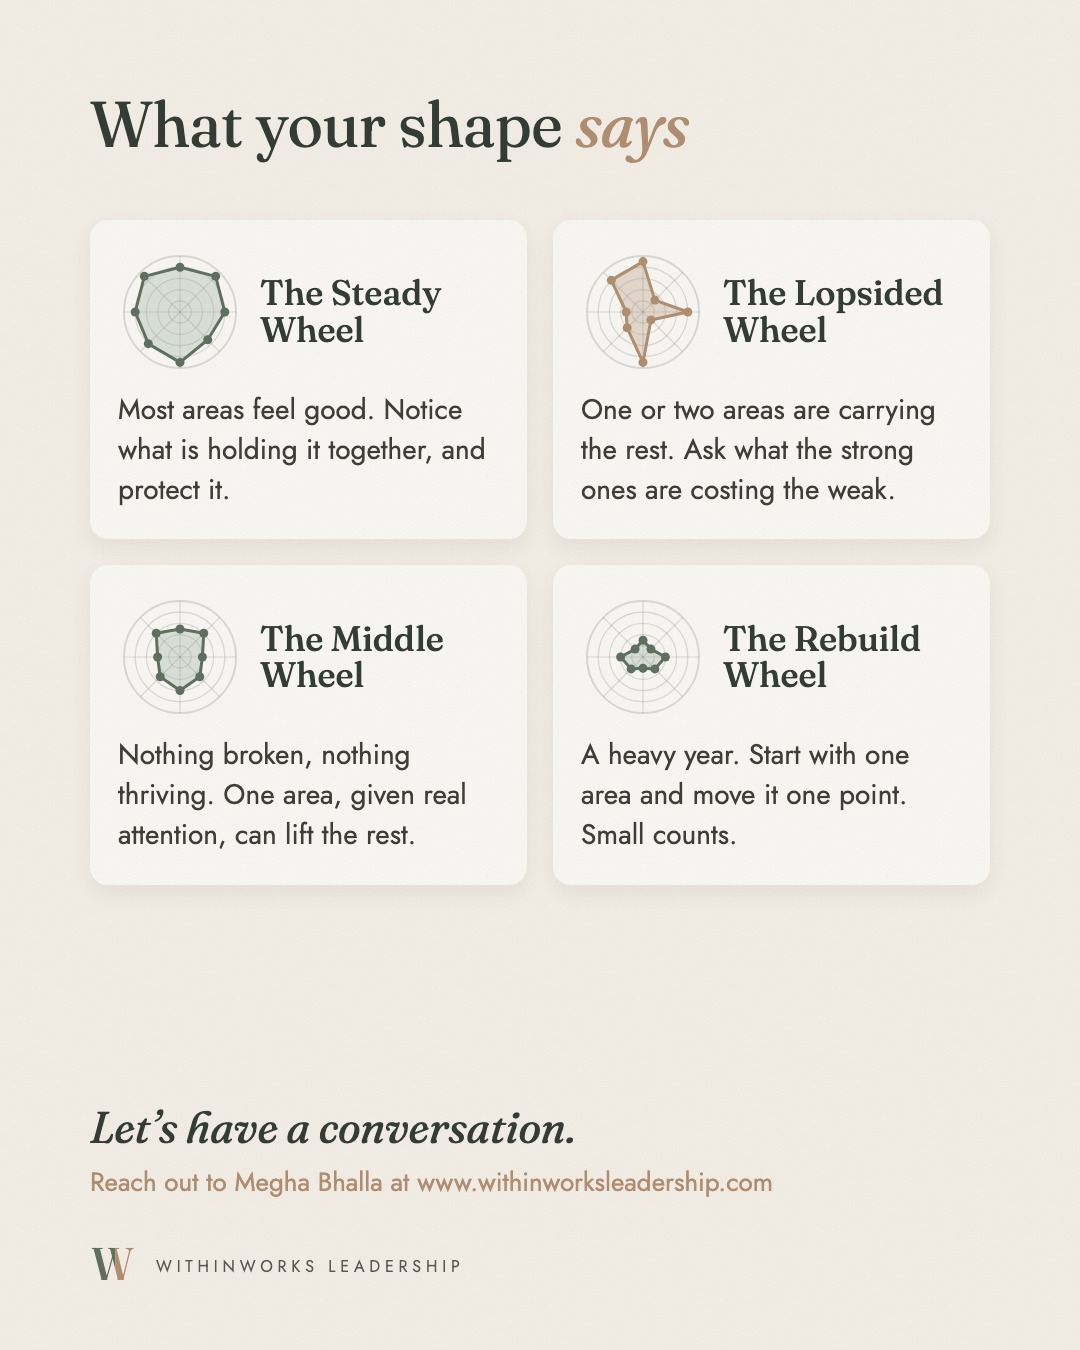 What your shape says
The Steady
Wheel
Most areas feel good. Notice
what is holding it together, and
protect it.
The Lopsided
Wheel
One or two areas are carrying
the rest. Ask what the strong
ones are costing the weak.
The Middle
Wheel
Nothing broken, nothing
thriving. One area, given real
attention, can lift the rest.
The Rebuild
Wheel
A heavy year. Start with one
area and move it one point.
Small counts.
Let’s have a conversation.
Reach out to Megha Bhalla at www.withinworksleadership.com
W WITHINWORKS LEADERSHIP